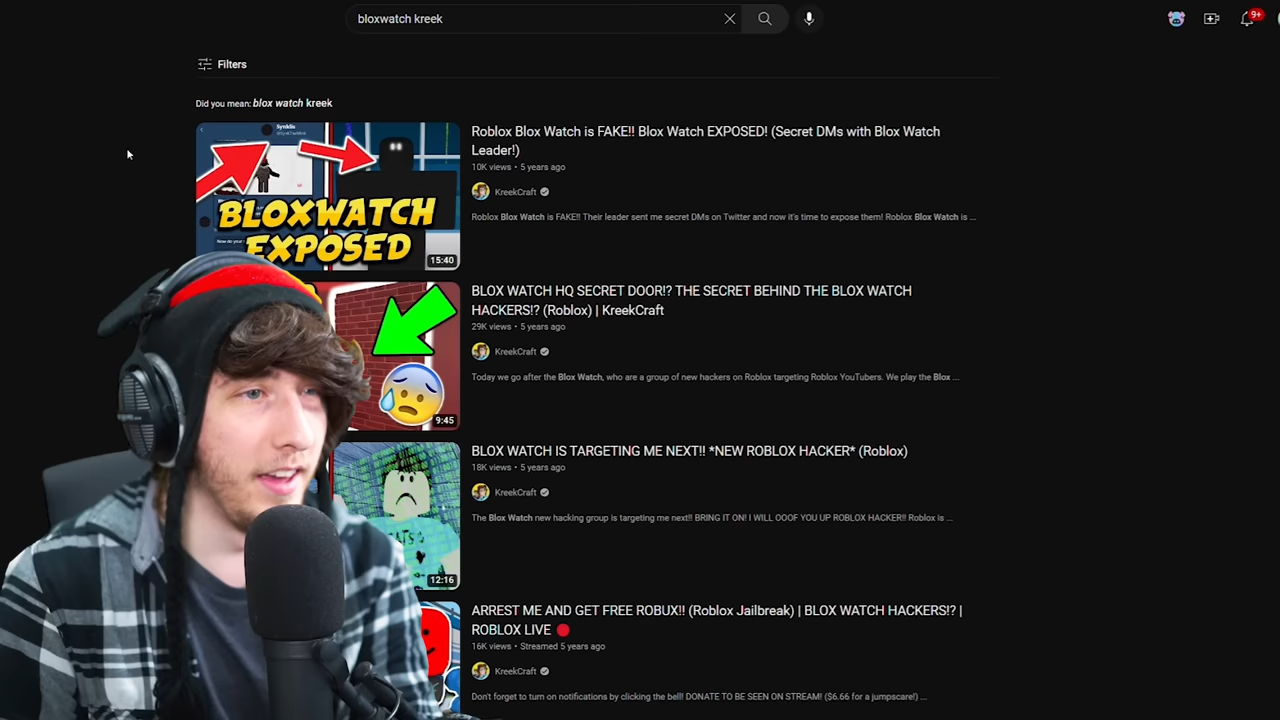 bloxwatch kreek
9+
Filters
Did you mean: blox watch kreek
BLOXWATCH
EXPOSED
15:40
Roblox Blox Watch is FAKE!! Blox Watch EXPOSED! (Secret DMs with Blox Watch
Leader!)
10K views • 5 years ago
KreekCraft
Roblox Blox Watch is FAKE!! Their leader sent me secret DMs on Twitter and now it's time to expose them! Roblox Blox Watch is ...
9:45
BLOX WATCH HQ SECRET DOOR!? THE SECRET BEHIND THE BLOX WATCH
HACKERS!? (Roblox) | KreekCraft
29K views • 5 years ago
KreekCraft
Today we go after the Blox Watch, who are a group of new hackers on Roblox targeting Roblox YouTubers. We play the Blox ...
12:16
BLOX WATCH IS TARGETING ME NEXT!! *NEW ROBLOX HACKER* (Roblox)
18K views • 5 years ago
KreekCraft
The Blox Watch new hacking group is targeting me next!! BRING IT ON! I WILL OOOF YOU UP ROBLOX HACKER!! Roblox is ...
ARREST ME AND GET FREE ROBUX!! (Roblox Jailbreak) | BLOX WATCH HACKERS!? |
ROBLOX LIVE 🔴
16K views • Streamed 5 years ago
KreekCraft
Don't forget to turn on notifications by clicking the bell! DONATE TO BE SEEN ON STREAM! ($6.66 for a jumpscare!) ...